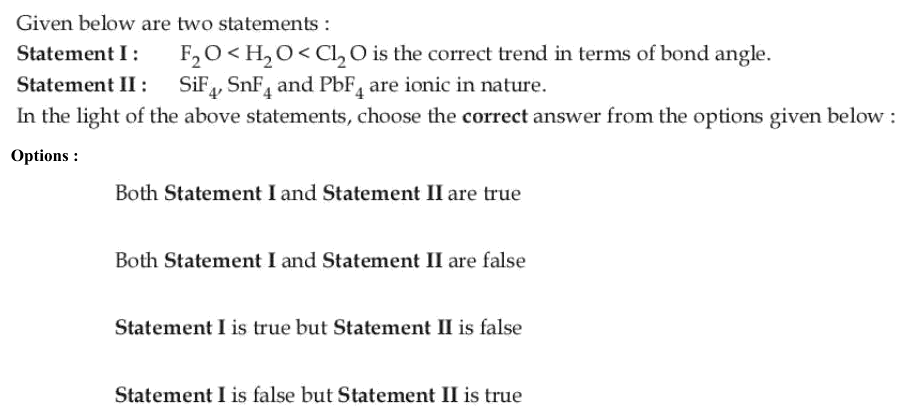 Given below are two statements :
Statement I : F₂O < H₂O < Cl₂O is the correct trend in terms of bond angle.
Statement II : SiF₄, SnF₄ and PbF₄ are ionic in nature.
In the light of the above statements, choose the correct answer from the options given below :
Options :
Both Statement I and Statement II are true
Both Statement I and Statement II are false
Statement I is true but Statement II is false
Statement I is false but Statement II is true